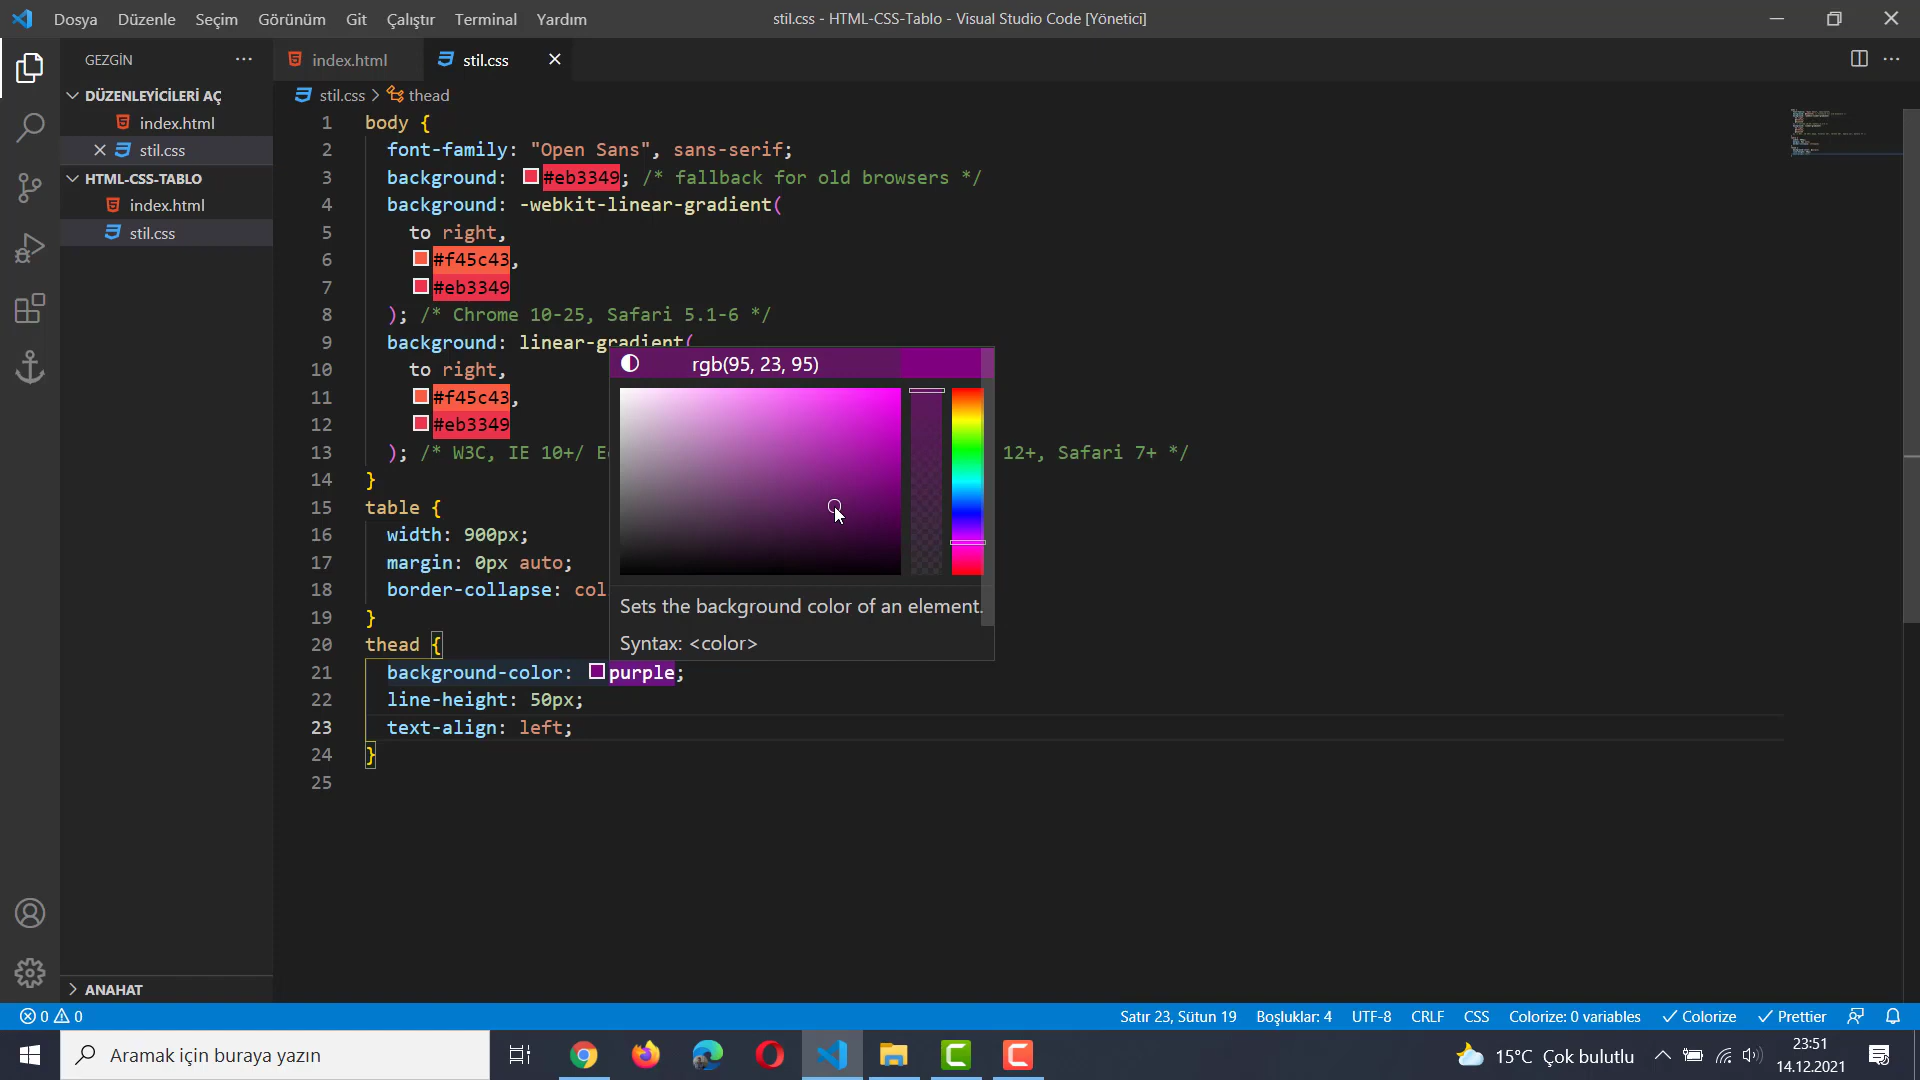 Dosya Düzenle Seçim Görünüm Git Çalıştır Terminal Yardım
stil.css - HTML-CSS-Tablo - Visual Studio Code [Yönetici]
GEZGİN
DÜZENLEYİCİLERİ AÇ
index.html
stil.css
HTML-CSS-TABLO
index.html
stil.css
ANAHAT
index.html stil.css
stil.css > thead
1 body {
2 font-family: "Open Sans", sans-serif;
3 background: #eb3349; /* fallback for old browsers */
4 background: -webkit-linear-gradient(
5 to right,
6 #f45c43,
7 #eb3349
8 ); /* Chrome 10-25, Safari 5.1-6 */
9 background: linear-gradient(
10 to right,
11 #f45c43,
12 #eb3349
13 ); /* W3C, IE 10+/ 12+, Safari 7+ */
14 }
15 table {
16 width: 900px;
17 margin: 0px auto;
18 border-collapse: col
19 }
20 thead {
21 background-color: purple;
22 line-height: 50px;
23 text-align: left;
24 }
25
rgb(95, 23, 95)
Sets the background color of an element.
Syntax: <color>
0 0
Satır 23, Sütun 19 Boşluklar: 4 UTF-8 CRLF CSS Colorize: 0 variables Colorize Prettier
Aramak için buraya yazın
15°C Çok bulutlu
23:51
14.12.2021